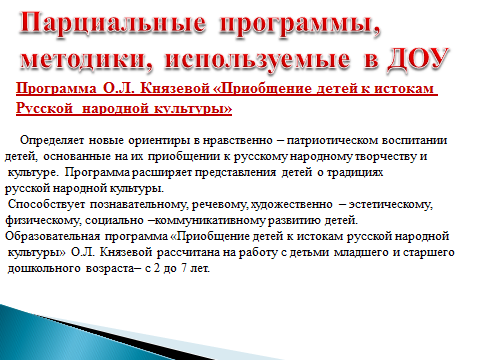 Парциальные программы,
методики, используемые в ДОУ
Программа О.Л. Князевой «Приобщение детей к истокам
Русской народной культуры»
Определяет новые ориентиры в нравственно – патриотическом воспитании
детей, основанные на их приобщении к русскому народному творчеству и
культуре. Программа расширяет представления детей о традициях
русской народной культуры.
Способствует познавательному, речевому, художественно – эстетическому,
физическому, социально –коммуникативному развитию детей.
Образовательная программа «Приобщение детей к истокам русской народной
культуры» О.Л. Князевой рассчитана на работу с детьми младшего и старшего
дошкольного возраста– с 2 до 7 лет.